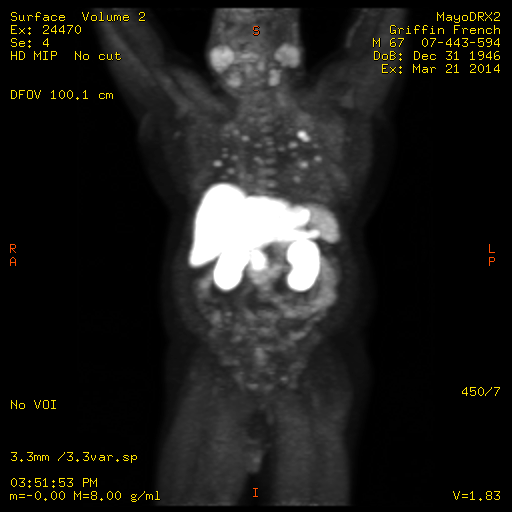 Surface Volume 2
Ex: 24470
Se: 4
HD MIP No cut
DFOV 100.1 cm
S
MayoDRX2
Griffin French
M 67 07-443-594
DoB: Dec 31 1946
Ex: Mar 21 2014
R
A
L
P
No VOI
450/7
3.3mm /3.3var.sp
03:51:53 PM
m=-0.00 M=8.00 g/ml
I
V=1.83